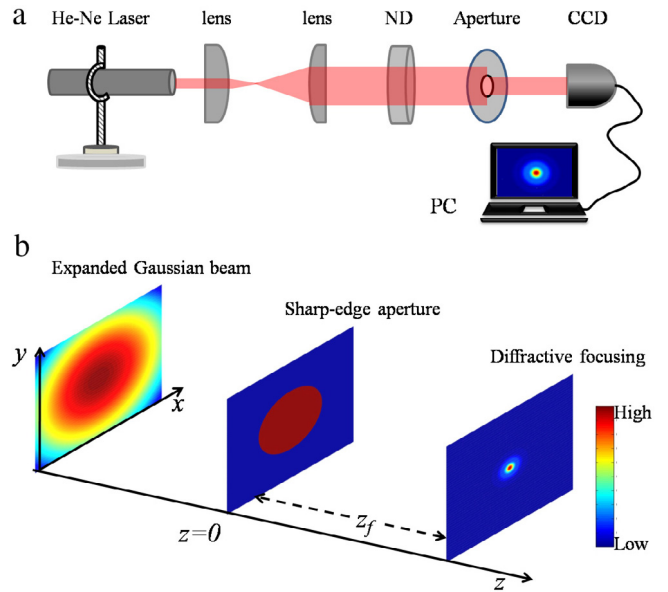 a
He-Ne Laser
lens
lens
ND
Aperture
CCD
PC
b
Expanded Gaussian beam
Sharp-edge aperture
Diffractive focusing
y
x
High
Low
z=0
z_f
z